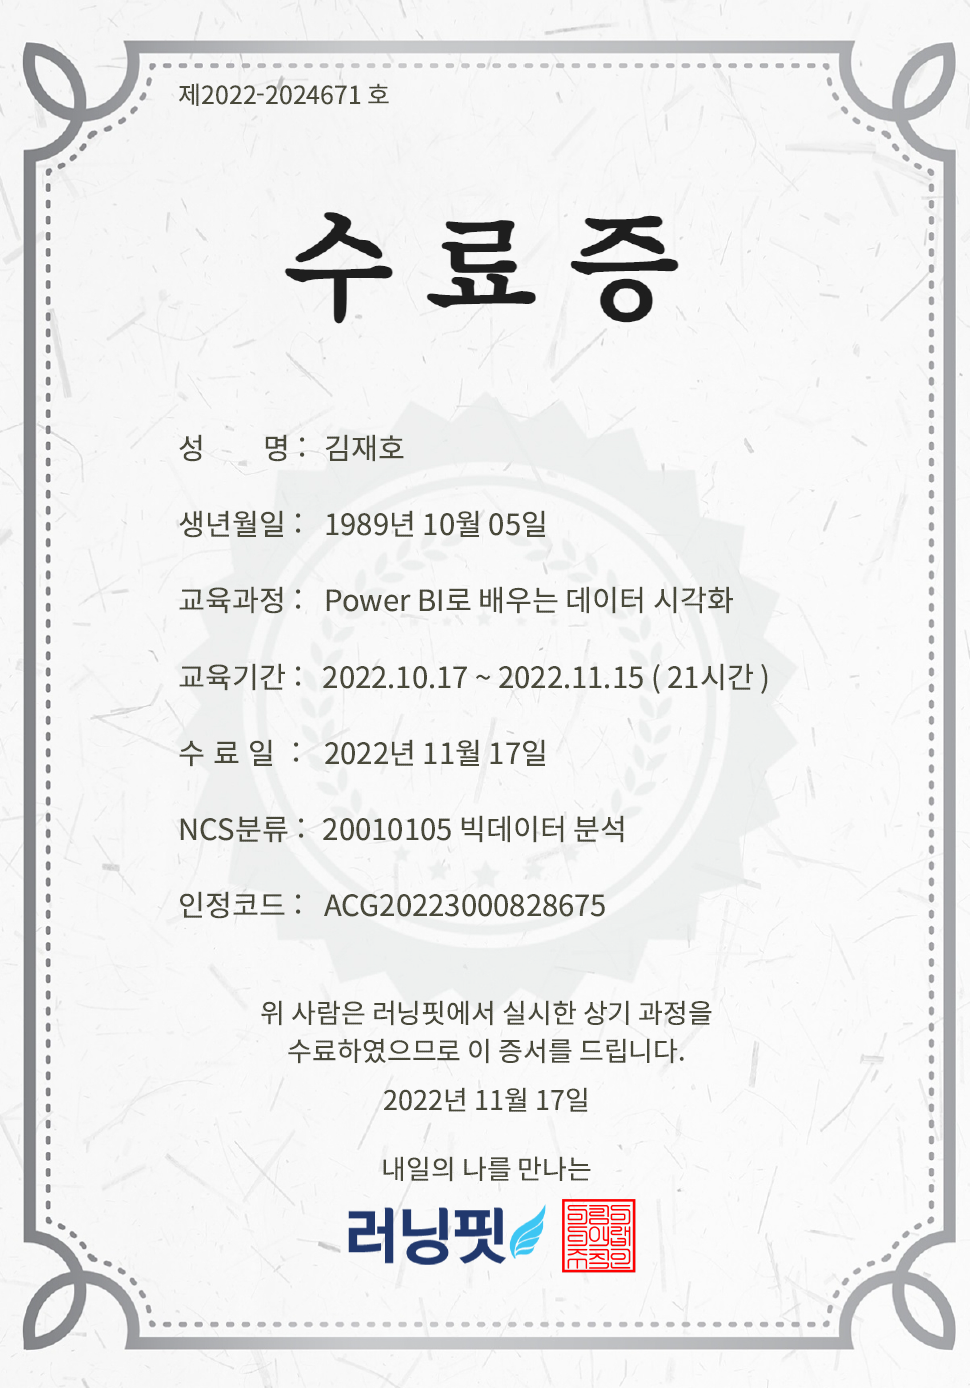 제2022-2024671 호
수료증
성 명 : 김재호
생년월일 : 1989년 10월 05일
교육과정 : Power BI로 배우는 데이터 시각화
교육기간 : 2022.10.17 ~ 2022.11.15 ( 21시간 )
수 료 일 : 2022년 11월 17일
NCS분류 : 20010105 빅데이터 분석
인정코드 : ACG20223000828675
위 사람은 러닝핏에서 실시한 상기 과정을
수료하였으므로 이 증서를 드립니다.
2022년 11월 17일
내일의 나를 만나는
러닝핏